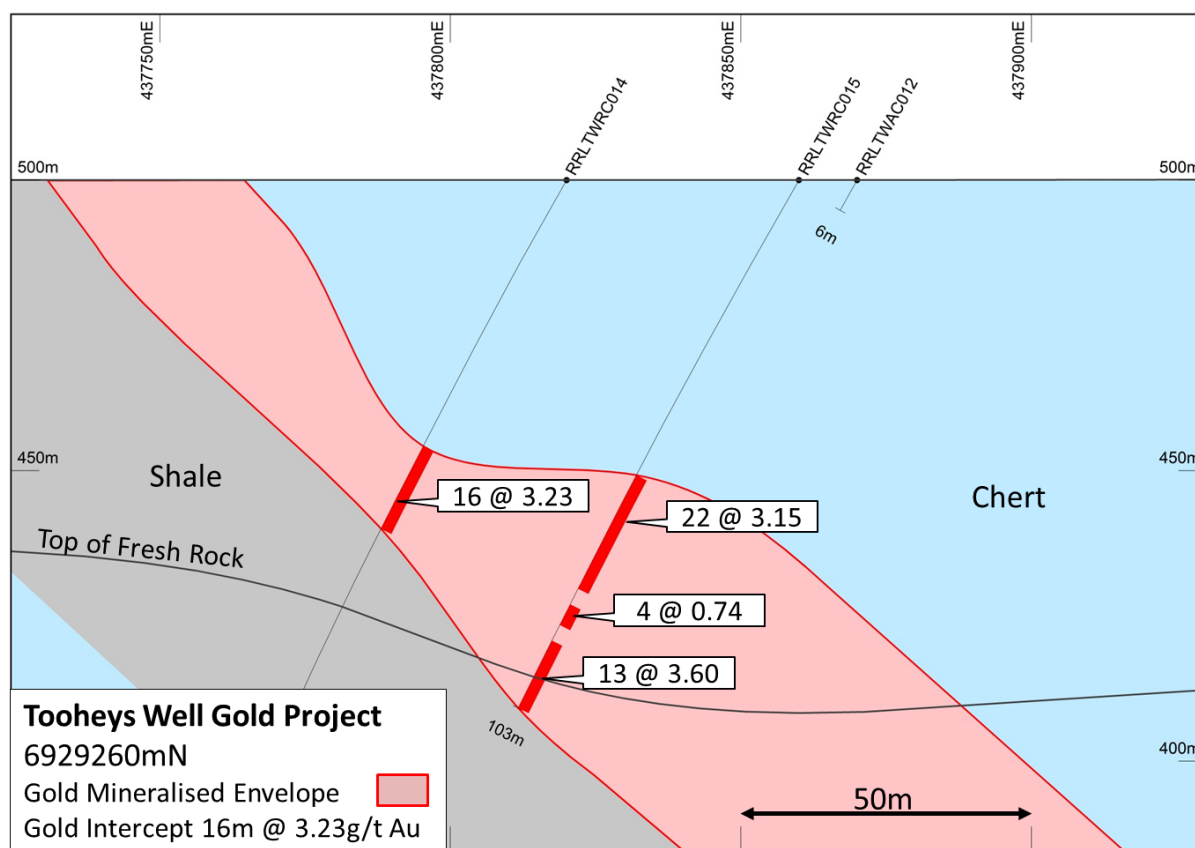 437750mE
437800mE
437850mE
437900mE
RRLTWRC014
RRLTWRC015
RRLTWAC012
500m
500m
6m
450m
450m
Shale
Chert
16 @ 3.23
22 @ 3.15
Top of Fresh Rock
4 @ 0.74
13 @ 3.60
103m
400m
Tooheys Well Gold Project
6929260mN
Gold Mineralised Envelope
Gold Intercept 16m @ 3.23g/t Au
50m